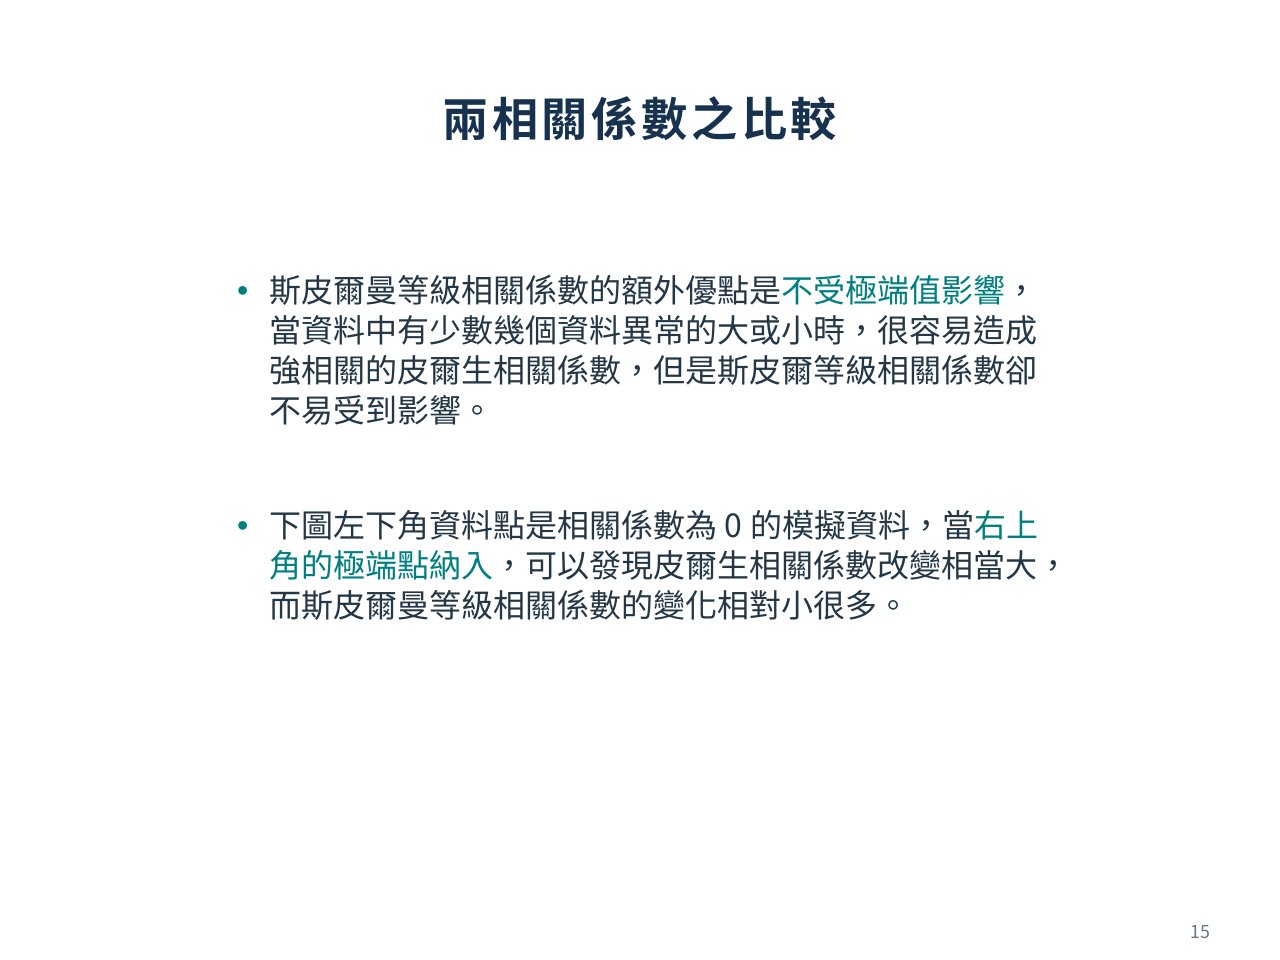 兩相關係數之比較
• 斯皮爾曼等級相關係數的額外優點是不受極端值影響，
當資料中有少數幾個資料異常的大或小時，很容易造成
強相關的皮爾生相關係數，但是斯皮爾等級相關係數卻
不易受到影響。
• 下圖左下角資料點是相關係數為 0 的模擬資料，當右上
角的極端點納入，可以發現皮爾生相關係數改變相當大，
而斯皮爾曼等級相關係數的變化相對小很多。
15